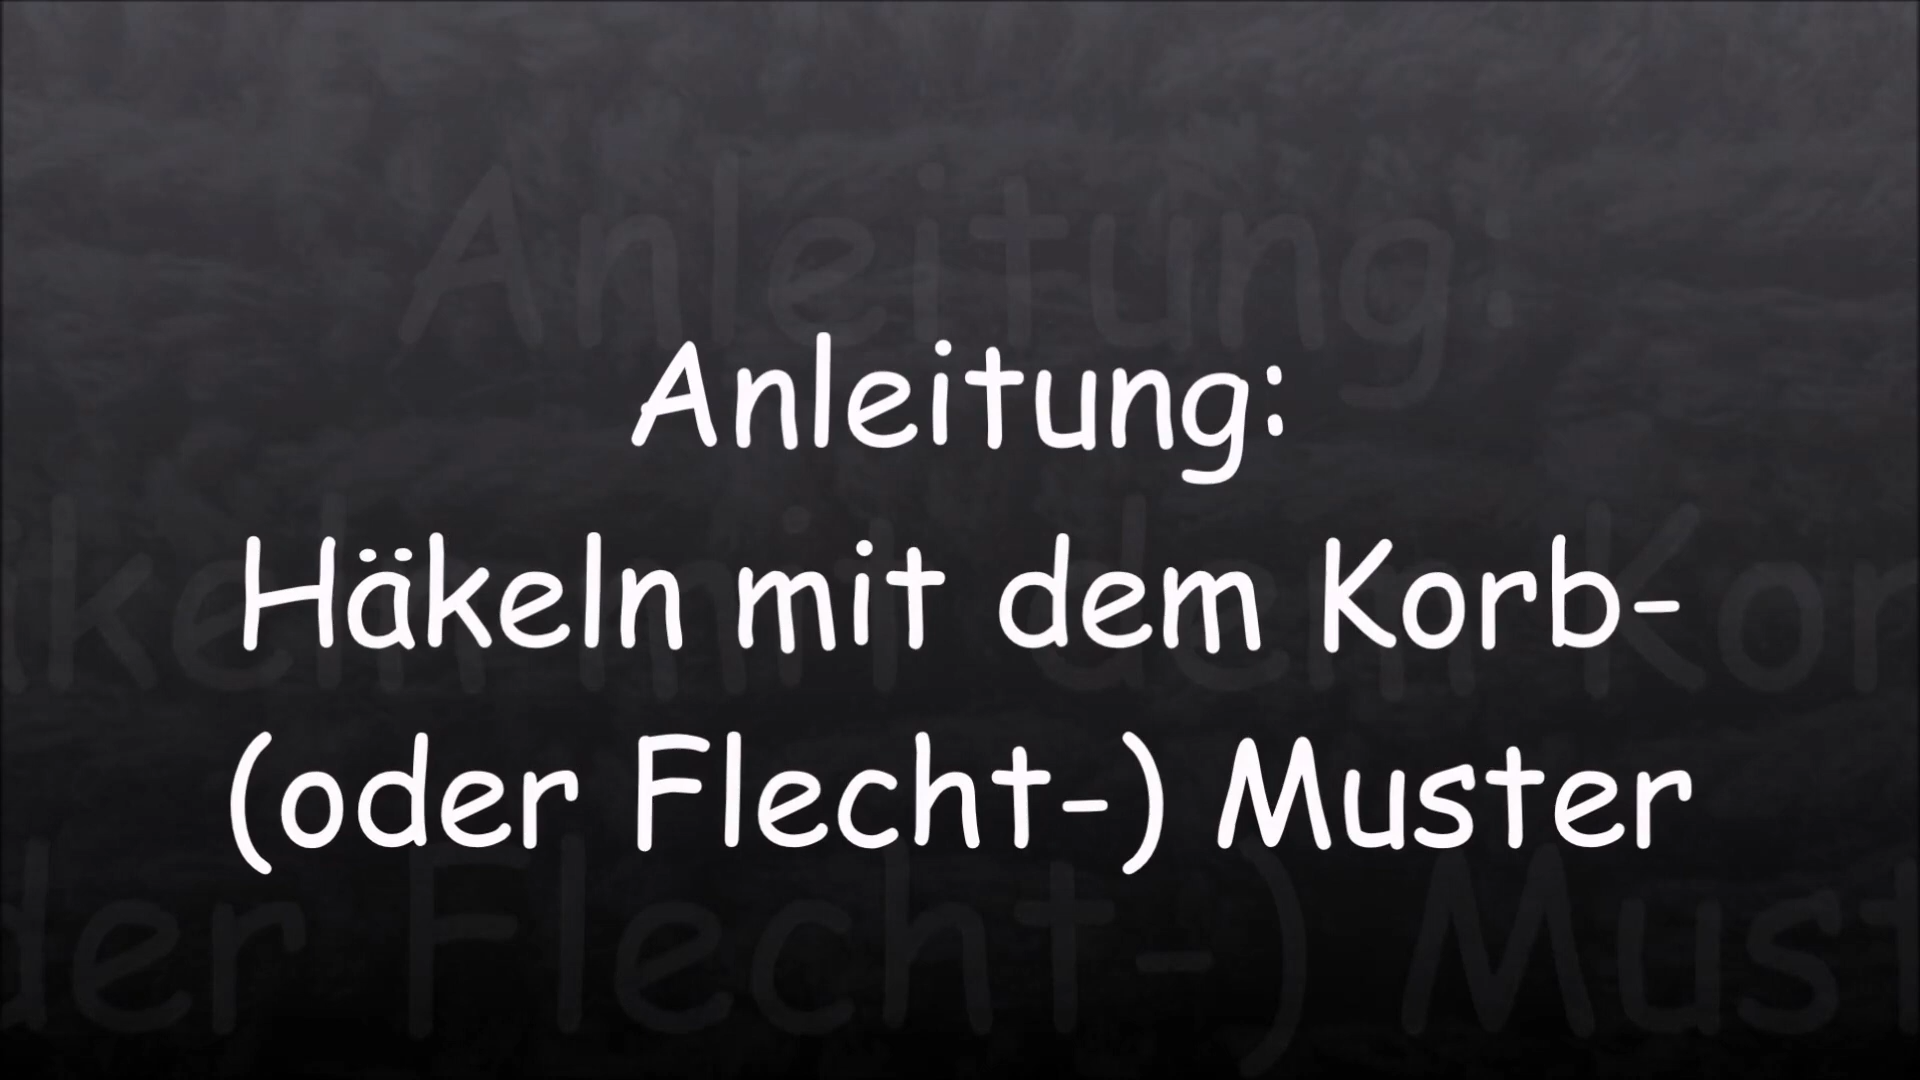 Anleitung:
Häkeln mit dem Korb-
(oder Flecht-) Muster